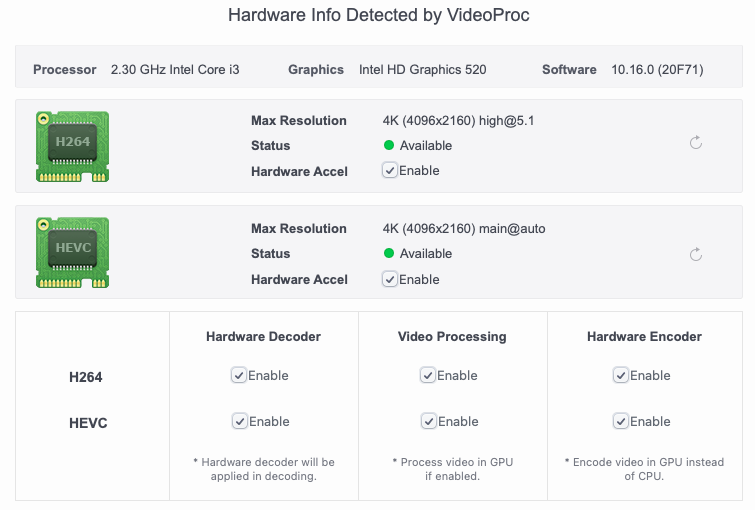 Hardware Info Detected by VideoProc
Processor 2.30 GHz Intel Core i3 Graphics Intel HD Graphics 520 Software 10.16.0 (20F71)
H264
Max Resolution 4K (4096x2160) high@5.1
Status Available
Hardware Accel Enable
HEVC
Max Resolution 4K (4096x2160) main@auto
Status Available
Hardware Accel Enable
Hardware Decoder Video Processing Hardware Encoder
H264 Enable Enable Enable
HEVC Enable Enable Enable
* Hardware decoder will be * Process video in GPU * Encode video in GPU instead
applied in decoding. if enabled. of CPU.